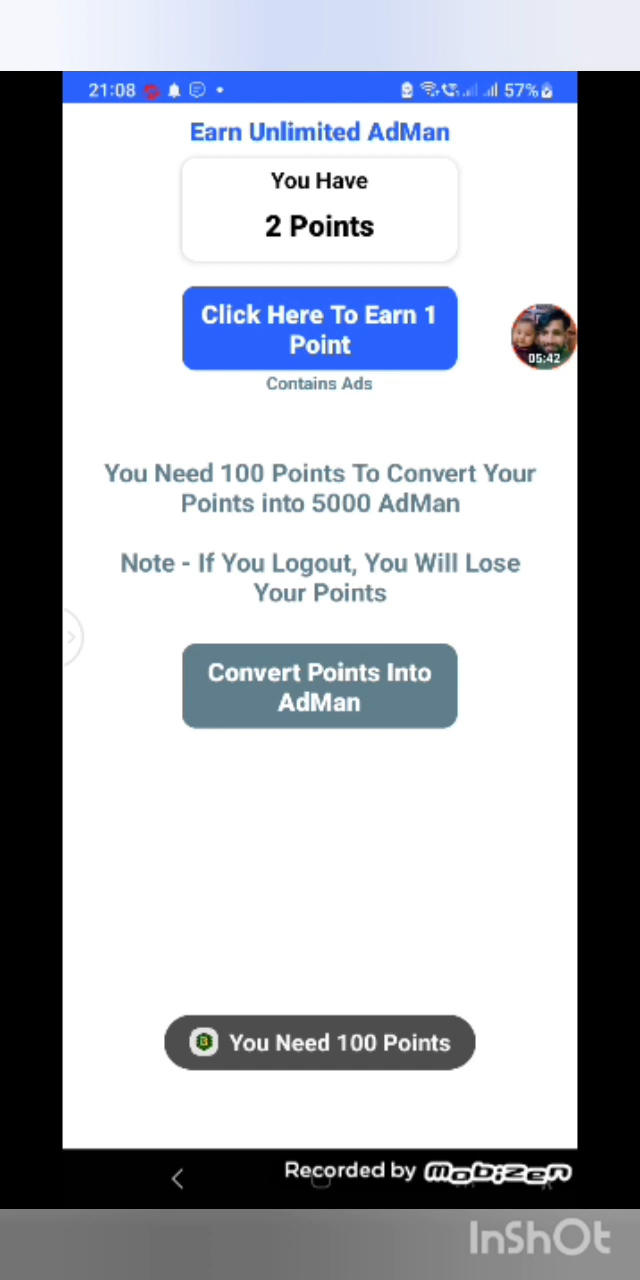 21:08 57%
Earn Unlimited AdMan
You Have
2 Points
Click Here To Earn 1
Point
05:42
Contains Ads
You Need 100 Points To Convert Your
Points into 5000 AdMan
Note - If You Logout, You Will Lose
Your Points
Convert Points Into
AdMan
You Need 100 Points
Recorded by mobizen
InShOt